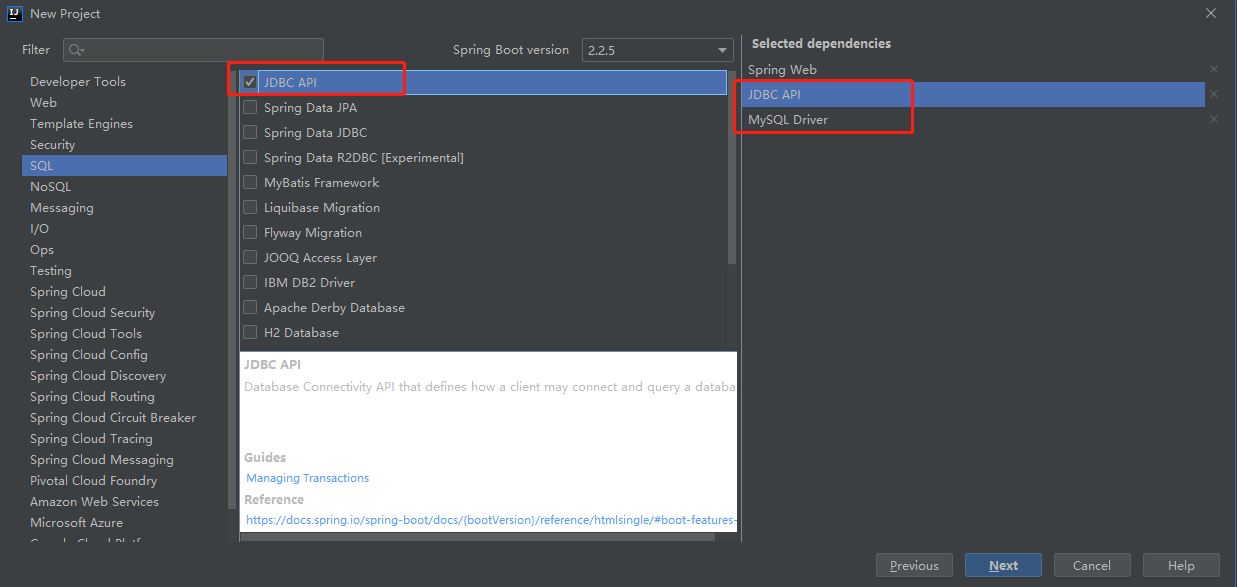 New Project
Filter
Spring Boot version 2.2.5
Developer Tools
Web
Template Engines
Security
SQL
NoSQL
Messaging
I/O
Ops
Testing
Spring Cloud
Spring Cloud Security
Spring Cloud Tools
Spring Cloud Config
Spring Cloud Discovery
Spring Cloud Routing
Spring Cloud Circuit Breaker
Spring Cloud Tracing
Spring Cloud Messaging
Pivotal Cloud Foundry
Amazon Web Services
Microsoft Azure
JDBC API
Spring Data JPA
Spring Data JDBC
Spring Data R2DBC [Experimental]
MyBatis Framework
Liquibase Migration
Flyway Migration
JOOQ Access Layer
IBM DB2 Driver
Apache Derby Database
H2 Database
JDBC API
Database Connectivity API that defines how a client may connect and query a databa
Guides
Managing Transactions
Reference
https://docs.spring.io/spring-boot/docs/{bootVersion}/reference/htmlsingle/#boot-features-
Selected dependencies
Spring Web
JDBC API
MySQL Driver
Previous
Next
Cancel
Help